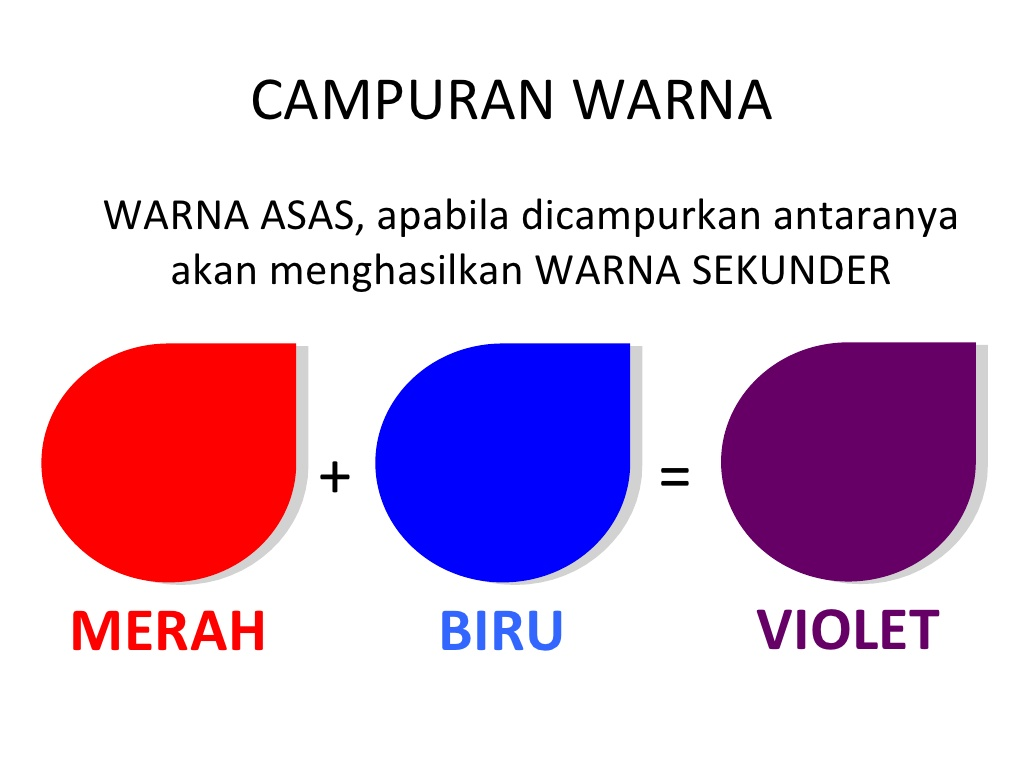 CAMPURAN WARNA
WARNA ASAS, apabila dicampurkan antaranya
akan menghasilkan WARNA SEKUNDER
+ =
MERAH BIRU VIOLET